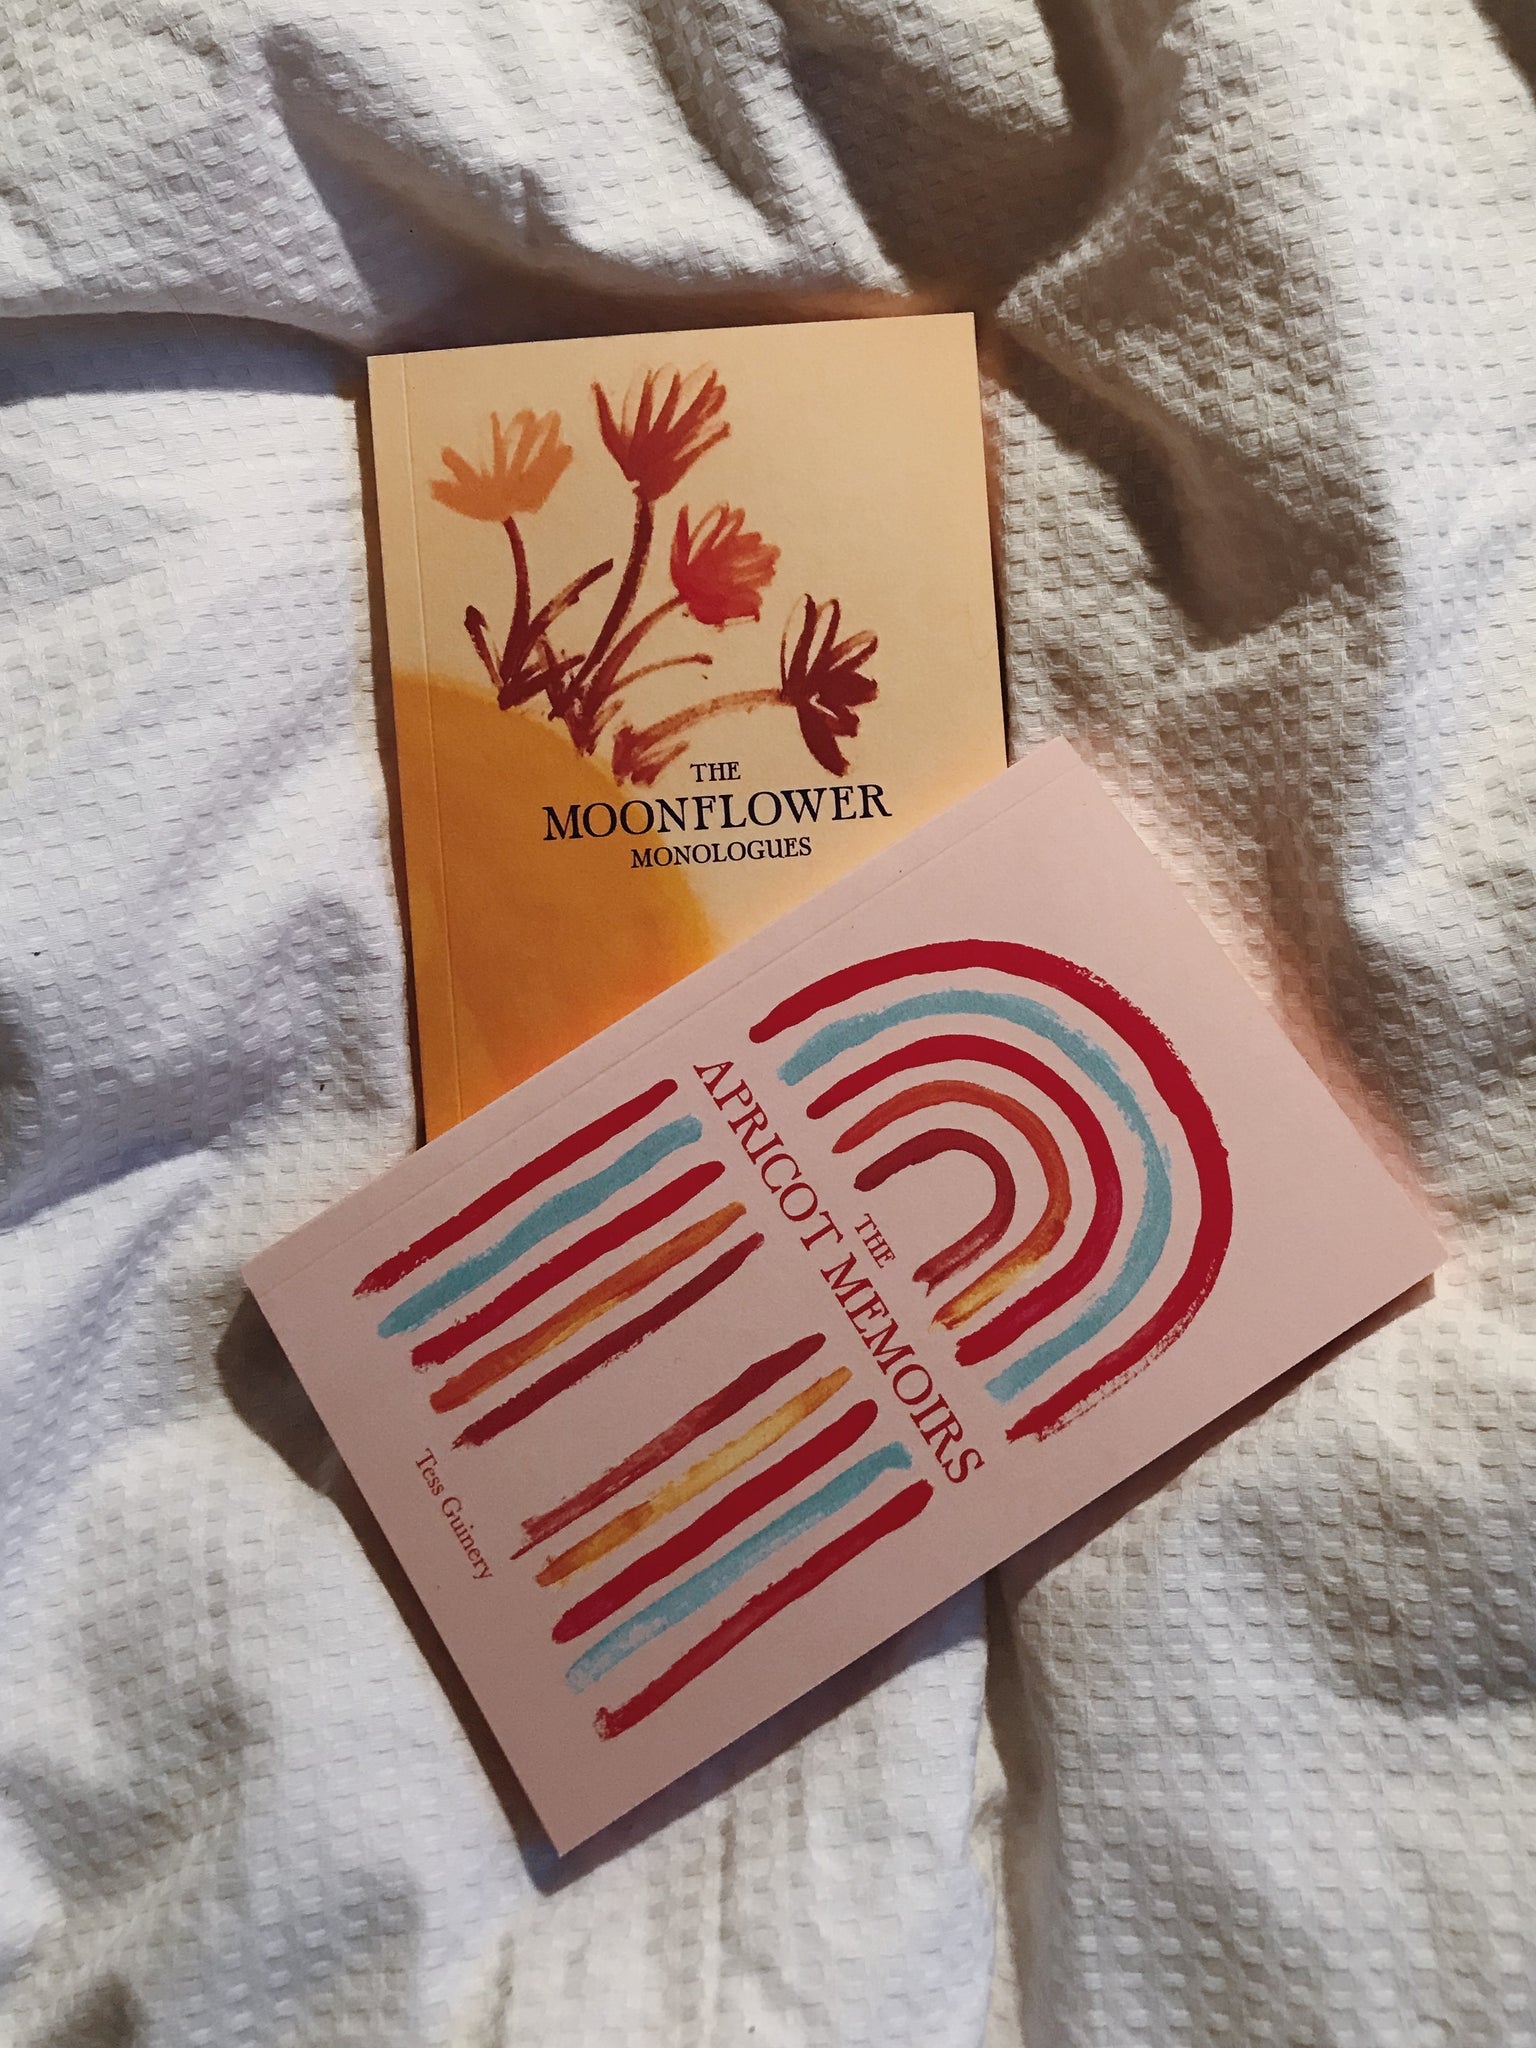 THE
MOONFLOWER
MONOLOGUES
THE
APRICOT MEMOIRS
Tess Guinery